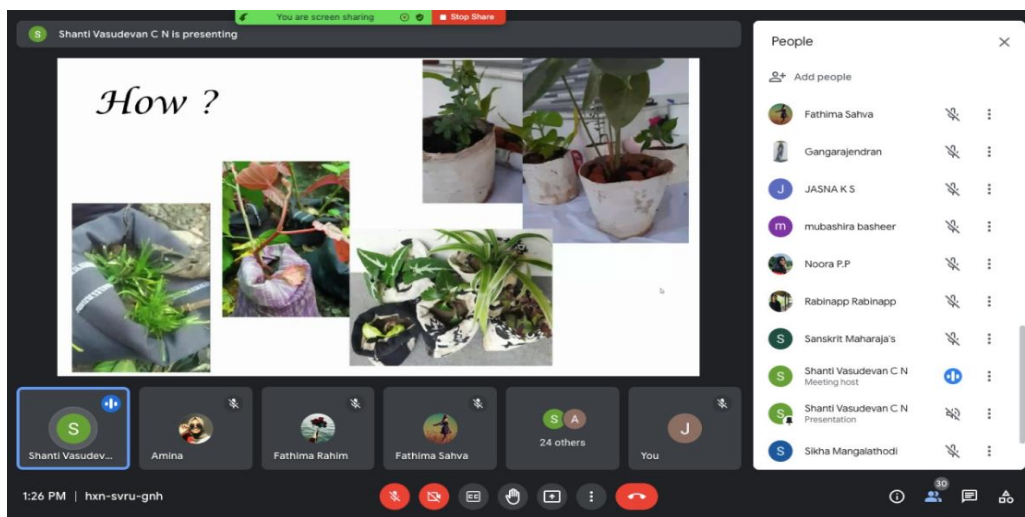 You are screen sharing
Stop Share
S
Shanti Vasudevan C N is presenting
How ?
S
Shanti Vasudev...
Amina
Fathima Rahim
Fathima Sahva
S A
24 others
J
You
People
Add people
Fathima Sahva
Gangarajendran
J
JASNA K S
m
mubashira basheer
Noora P.P
Rabinapp Rabinapp
S
Sanskrit Maharaja's
S
Shanti Vasudevan C N
Meeting host
S
Shanti Vasudevan C N
Presentation
S
Sikha Mangalathodi
1:26 PM | hxn-svru-gnh
CC
30